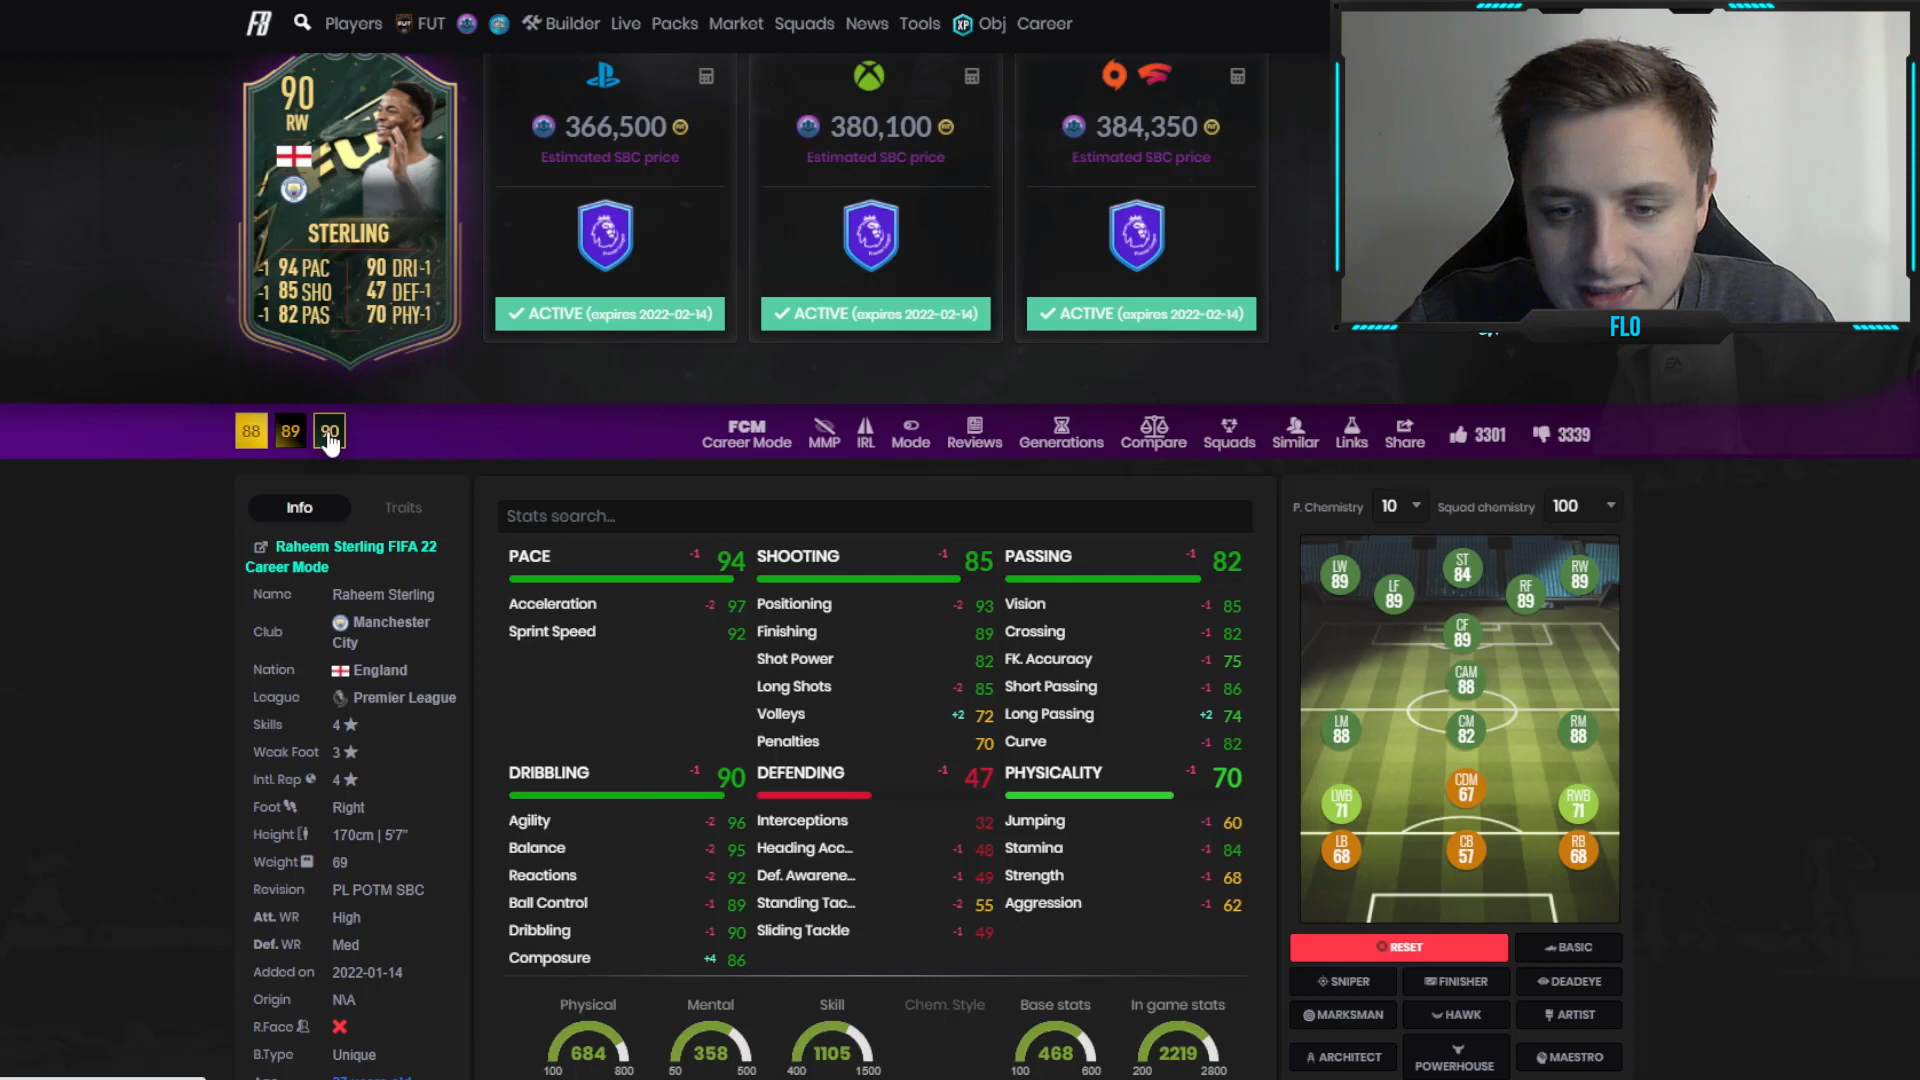 FB Players FUT Builder Live Packs Market Squads News Tools XP Obj Career
90
RW
STERLING
-1 94 PAC 90 DRI -1
-1 85 SHO 47 DEF -1
-1 82 PAS 70 PHY -1
366,500
Estimated SBC price
ACTIVE (expires 2022-02-14)
380,100
Estimated SBC price
ACTIVE (expires 2022-02-14)
384,350
Estimated SBC price
ACTIVE (expires 2022-02-14)
FLO
88 89 90
FCM
Career Mode MMP IRL Mode Reviews Generations Compare Squads Similar Links Share 3301 3339
Info Traits
Raheem Sterling FIFA 22
Career Mode
Name Raheem Sterling
Club Manchester
City
Nation England
League Premier League
Skills 4
Weak Foot 3
Intl. Rep 4
Foot Right
Height 170cm | 5'7"
Weight 69
Revision PL POTM SBC
Att. WR High
Def. WR Med
Added on 2022-01-14
Origin N\A
R.Face
B.Type Unique
Stats search...
PACE -1 94
Acceleration -2 97
Sprint Speed 92
SHOOTING -1 85
Positioning -2 93
Finishing 89
Shot Power 82
Long Shots -2 85
Volleys +2 72
Penalties 70
PASSING -1 82
Vision -1 85
Crossing -1 82
FK. Accuracy -1 75
Short Passing -1 86
Long Passing +2 74
Curve -1 82
DRIBBLING -1 90
Agility -2 96
Balance -2 95
Reactions -2 92
Ball Control -1 89
Dribbling -1 90
Composure +4 86
DEFENDING -1 47
Interceptions 32
Heading Acc... -1 48
Def. Awarene... -1 49
Standing Tac... -2 55
Sliding Tackle -1 49
PHYSICALITY -1 70
Jumping -1 60
Stamina -1 84
Strength -1 68
Aggression -1 62
Physical Mental Skill Chem. Style Base stats In game stats
684 358 1105 468 2219
100 800 50 500 400 1500 100 600 200 2800
P. Chemistry 10 Squad chemistry 100
LW
89
ST
84
RW
89
LF
89
RF
89
CF
89
CAM
88
LM
88
CM
82
RM
88
CDM
67
LWB
71
RWB
71
LB
68
CB
57
RB
68
RESET BASIC
SNIPER FINISHER DEADEYE
MARKSMAN HAWK ARTIST
ARCHITECT POWERHOUSE MAESTRO